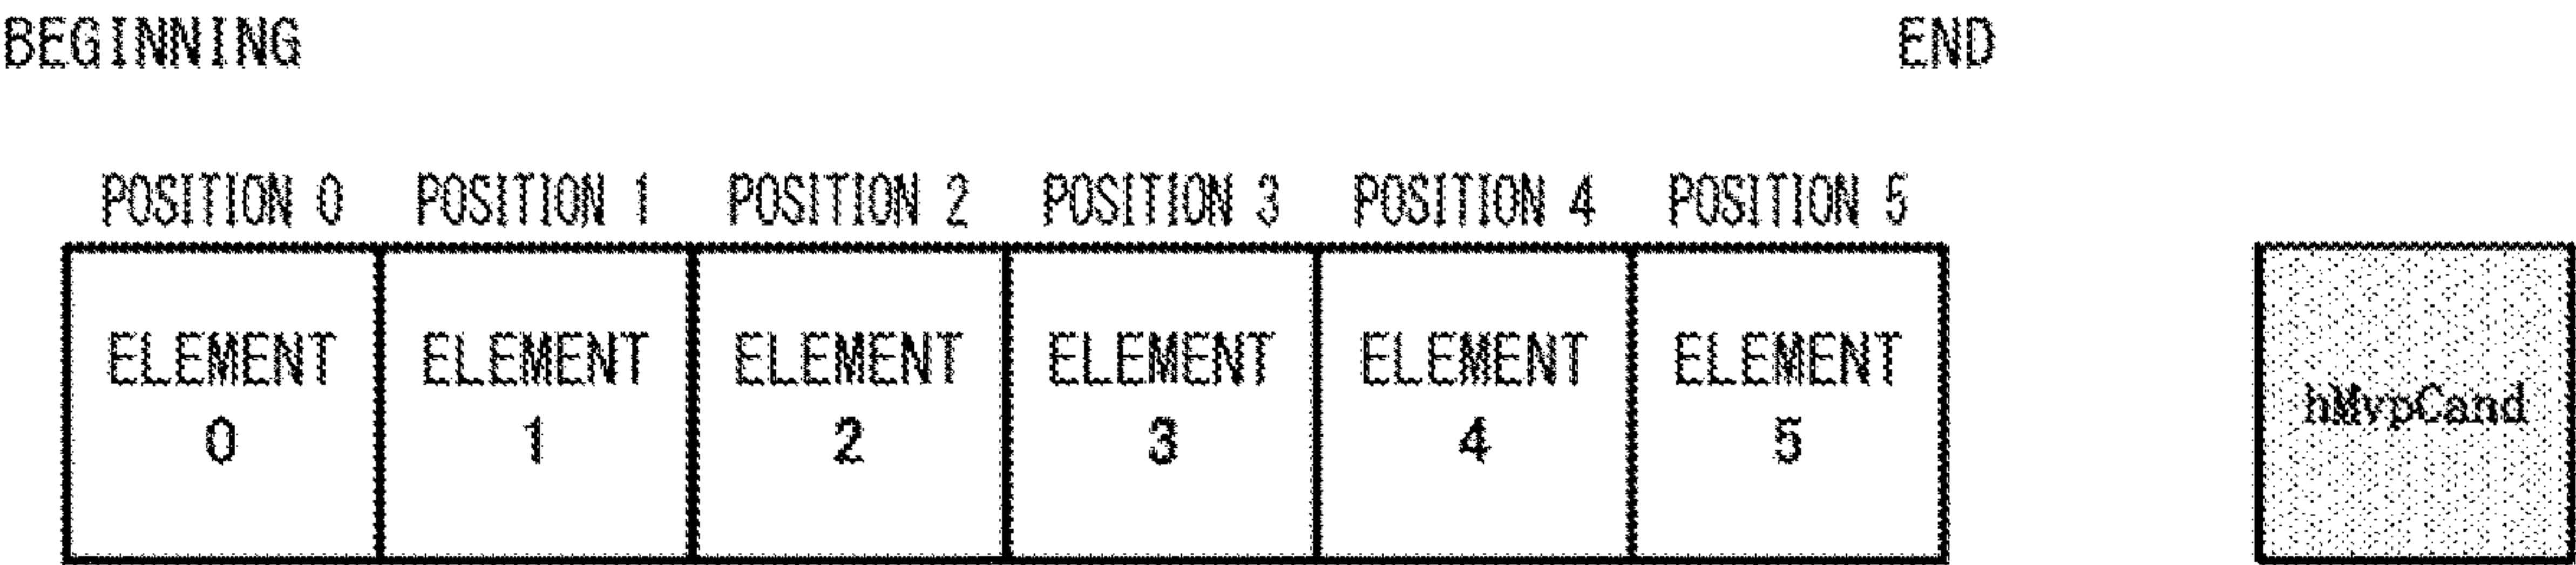 BEGINNING END
POSITION 0 POSITION 1 POSITION 2 POSITION 3 POSITION 4 POSITION 5
ELEMENT ELEMENT ELEMENT ELEMENT ELEMENT ELEMENT
hMvpCand
0 1 2 3 4 5